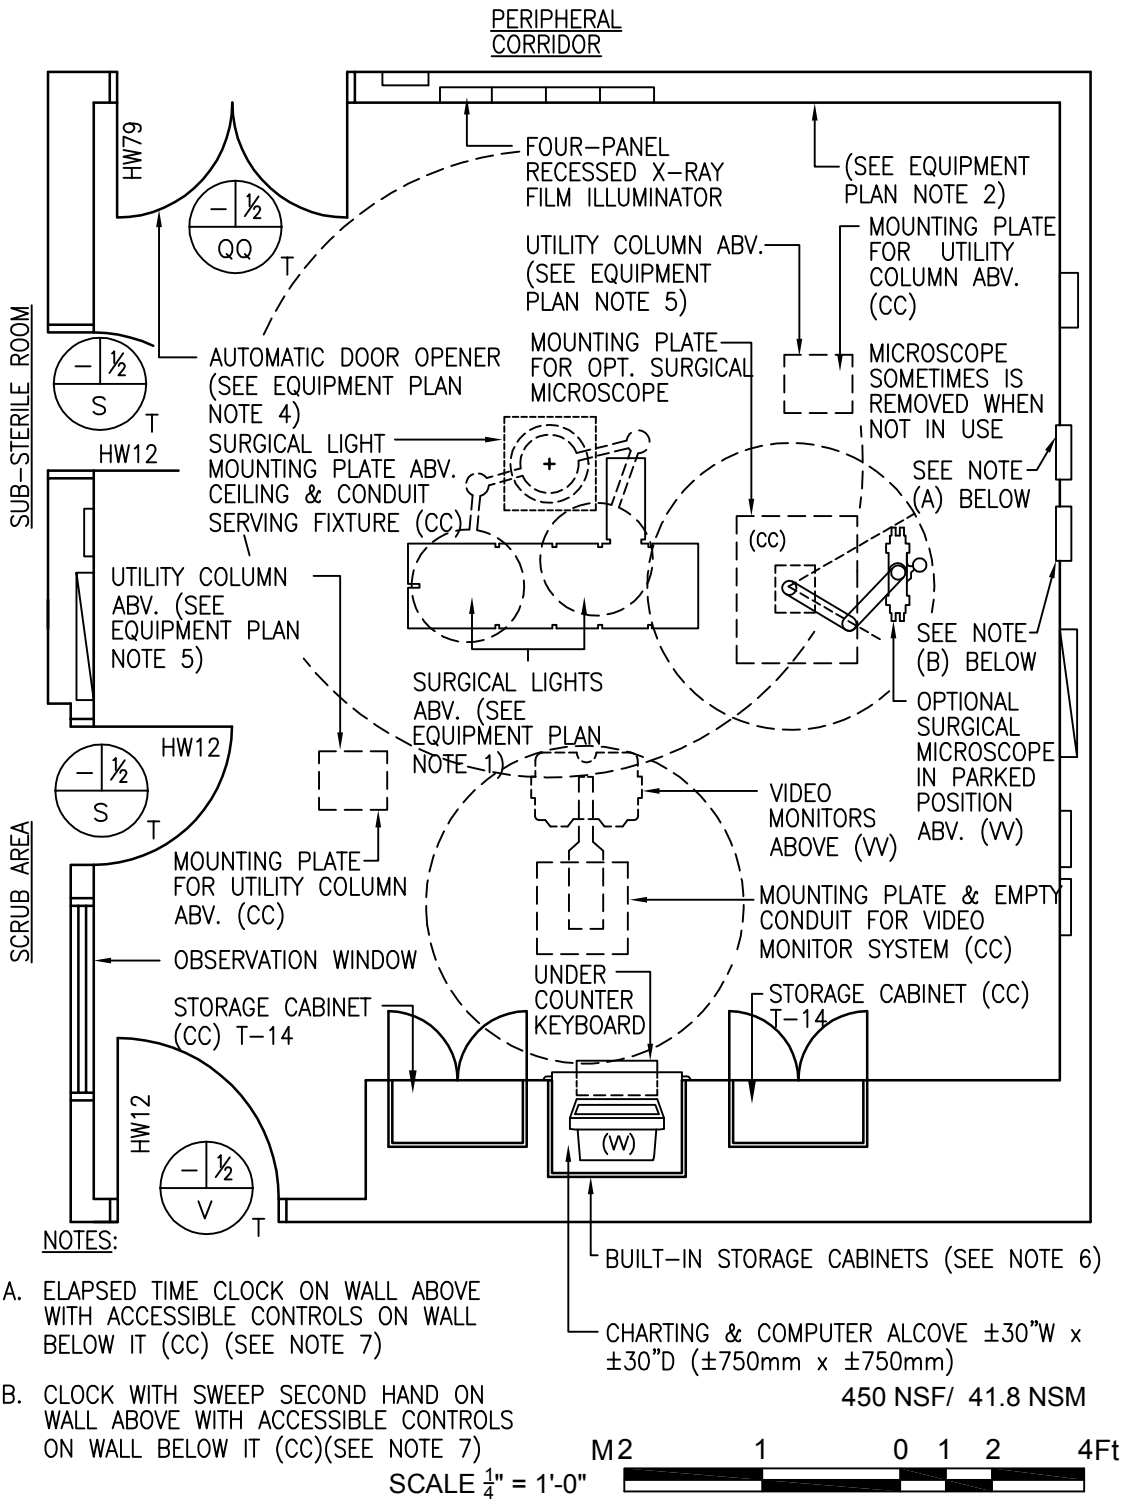 PERIPHERAL
CORRIDOR
HW79
– ½
QQ
T
FOUR–PANEL
RECESSED X–RAY
FILM ILLUMINATOR
(SEE EQUIPMENT
PLAN NOTE 2)
UTILITY COLUMN ABV.
(SEE EQUIPMENT
PLAN NOTE 5)
MOUNTING PLATE
FOR UTILITY
COLUMN ABV.
(CC)
SUB–STERILE ROOM
– ½
S
T
HW12
AUTOMATIC DOOR OPENER
(SEE EQUIPMENT PLAN
NOTE 4)
MOUNTING PLATE
FOR OPT. SURGICAL
MICROSCOPE
MICROSCOPE
SOMETIMES IS
REMOVED WHEN
NOT IN USE
SURGICAL LIGHT
MOUNTING PLATE ABV.
CEILING & CONDUIT
SERVING FIXTURE (CC)
SEE NOTE
(A) BELOW
(CC)
UTILITY COLUMN
ABV. (SEE
EQUIPMENT PLAN
NOTE 5)
SEE NOTE
(B) BELOW
SURGICAL LIGHTS
ABV. (SEE
EQUIPMENT PLAN
NOTE 1)
OPTIONAL
SURGICAL
MICROSCOPE
IN PARKED
POSITION
ABV. (VV)
HW12
– ½
S
T
VIDEO
MONITORS
ABOVE (VV)
SCRUB AREA
MOUNTING PLATE
FOR UTILITY COLUMN
ABV. (CC)
MOUNTING PLATE & EMPTY
CONDUIT FOR VIDEO
MONITOR SYSTEM (CC)
OBSERVATION WINDOW
UNDER
COUNTER
KEYBOARD
STORAGE CABINET
(CC) T–14
STORAGE CABINET (CC)
T–14
HW12
(VV)
– ½
V
T
NOTES:
BUILT–IN STORAGE CABINETS (SEE NOTE 6)
A. ELAPSED TIME CLOCK ON WALL ABOVE
WITH ACCESSIBLE CONTROLS ON WALL
BELOW IT (CC) (SEE NOTE 7)
CHARTING & COMPUTER ALCOVE ±30"W x
±30"D (±750mm x ±750mm)
B. CLOCK WITH SWEEP SECOND HAND ON
WALL ABOVE WITH ACCESSIBLE CONTROLS
ON WALL BELOW IT (CC)(SEE NOTE 7)
450 NSF/ 41.8 NSM
M2 1 0 1 2 4Ft
SCALE ¼" = 1'-0"